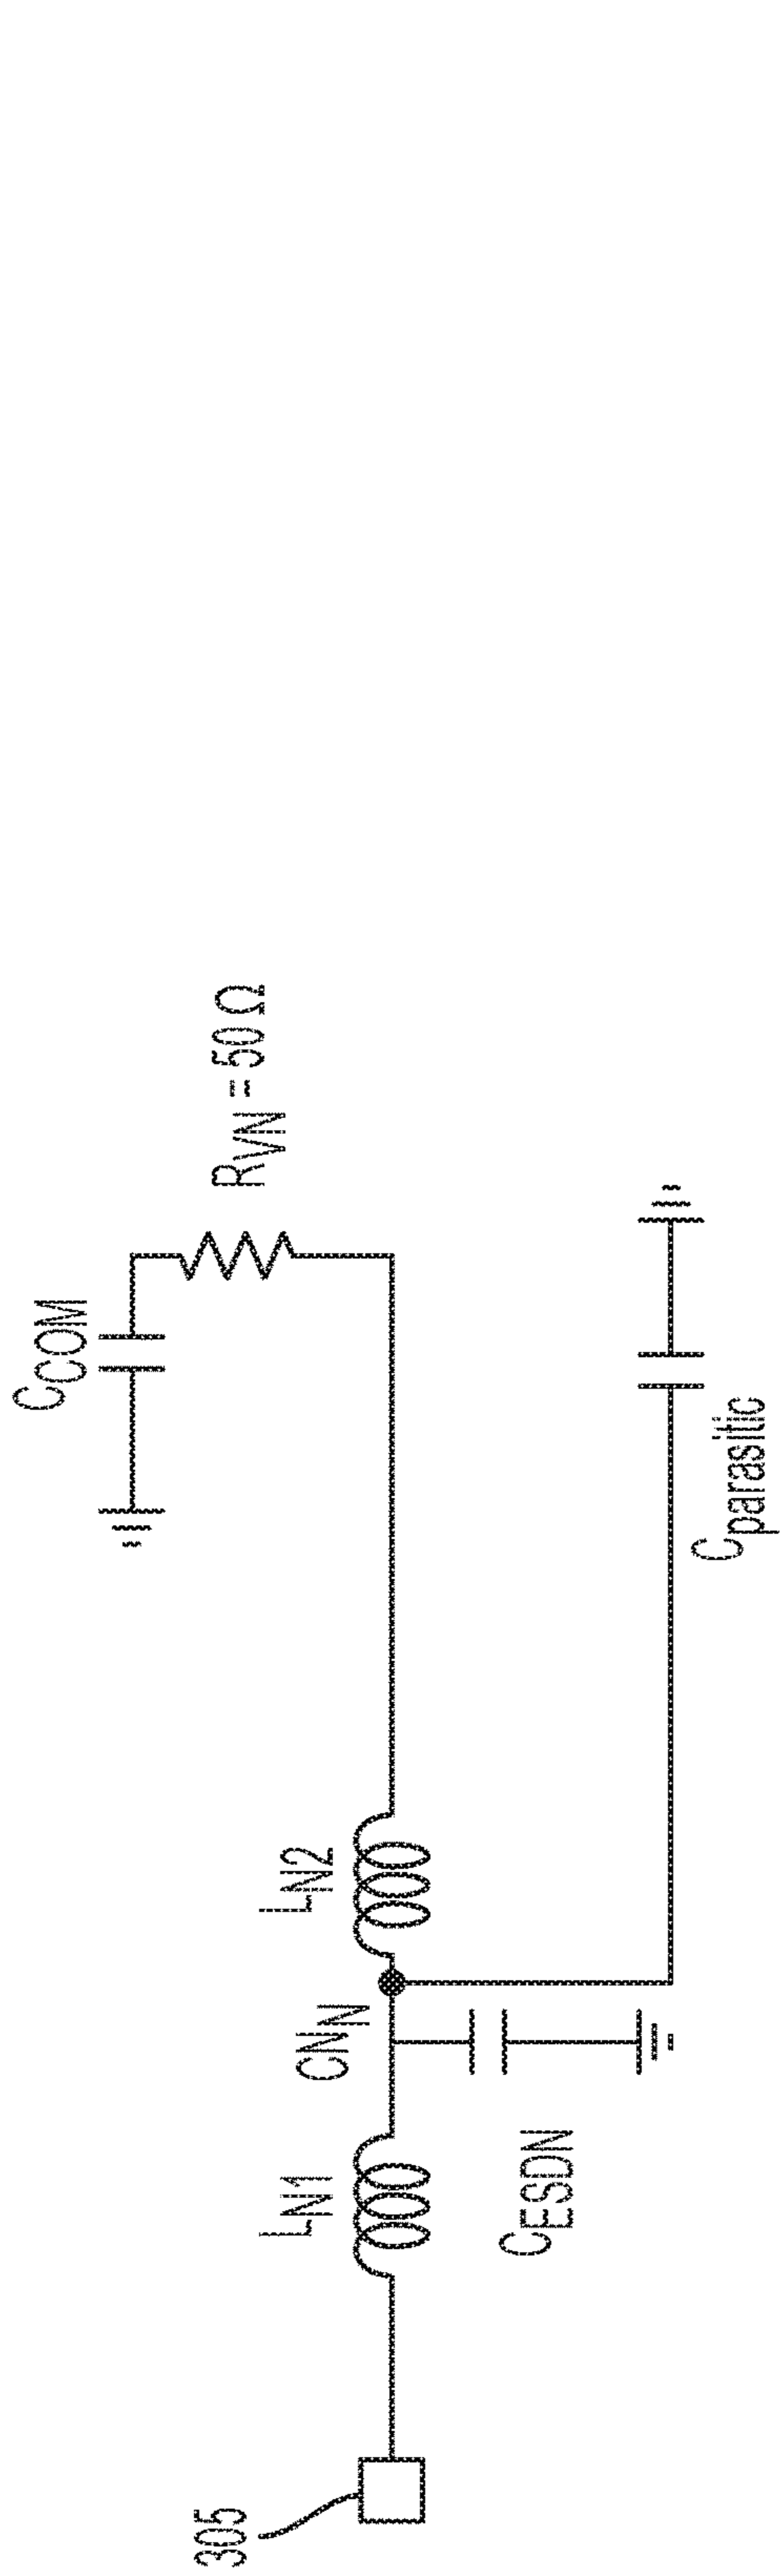 305
LN1
CESDN
CNN
LN2
CCOM
RVN = 50 Ω
Cparasitic